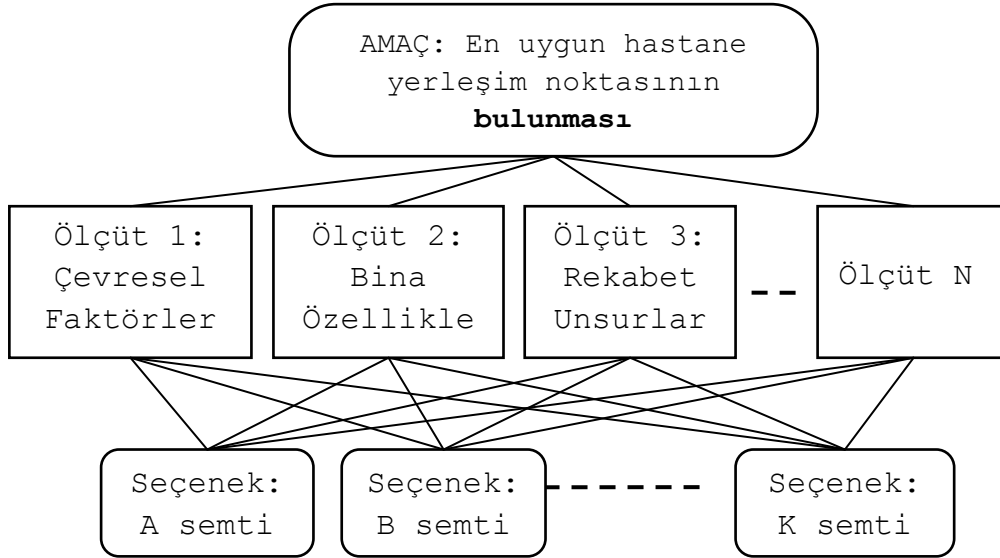 AMAÇ: En uygun hastane
yerleşim noktasının
bulunması
Ölçüt 1:
Çevresel
Faktörler
Ölçüt 2:
Bina
Özellikle
Ölçüt 3:
Rekabet
Unsurlar
Ölçüt N
Seçenek:
A semti
Seçenek:
B semti
Seçenek:
K semti